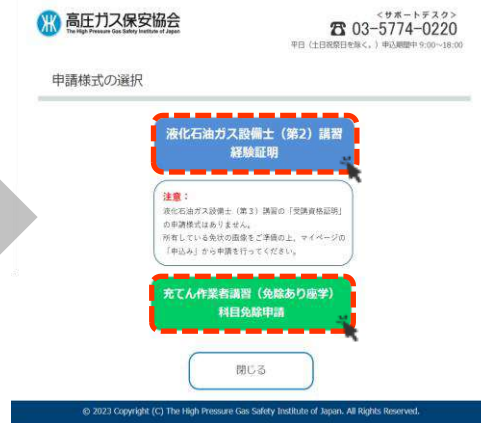 高圧ガス保安協会
The High Pressure Gas Safety Institute of Japan
<サポートデスク>
☎ 03-5774-0220
平日（土日祝祭日を除く。）申込期間中 9:00～18:00
申請様式の選択
液化石油ガス設備士（第2）講習
経験証明
注意：
液化石油ガス設備士（第3）講習の「受講資格証明」
の申請様式はありません。
所有している免状の画像をご準備の上、マイページの
「申込み」から申請を行ってください。
充てん作業者講習（免除あり座学）
科目免除申請
閉じる
© 2023 Copyright (C) The High Pressure Gas Safety Institute of Japan. All Rights Reserved.